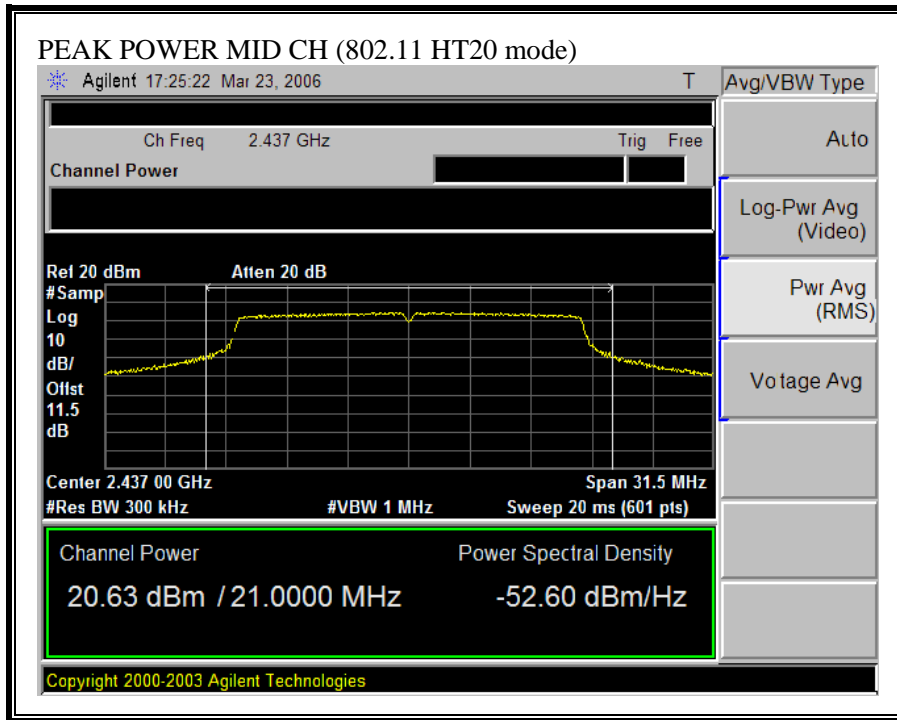 PEAK POWER MID CH (802.11 HT20 mode)
Agilent 17:25:22 Mar 23, 2006 T
Avg/VBW Type
Ch Freq 2.437 GHz Trig Free
Channel Power
Auto
Log-Pwr Avg
(Video)
Pwr Avg
(RMS)
Vo tage Avg
Ref 20 dBm Atten 20 dB
#Samp
Log
10
dB/
Offst
11.5
dB
Center 2.437 00 GHz Span 31.5 MHz
#Res BW 300 kHz #VBW 1 MHz Sweep 20 ms (601 pts)
Channel Power Power Spectral Density
20.63 dBm / 21.0000 MHz -52.60 dBm/Hz
Copyright 2000-2003 Agilent Technologies